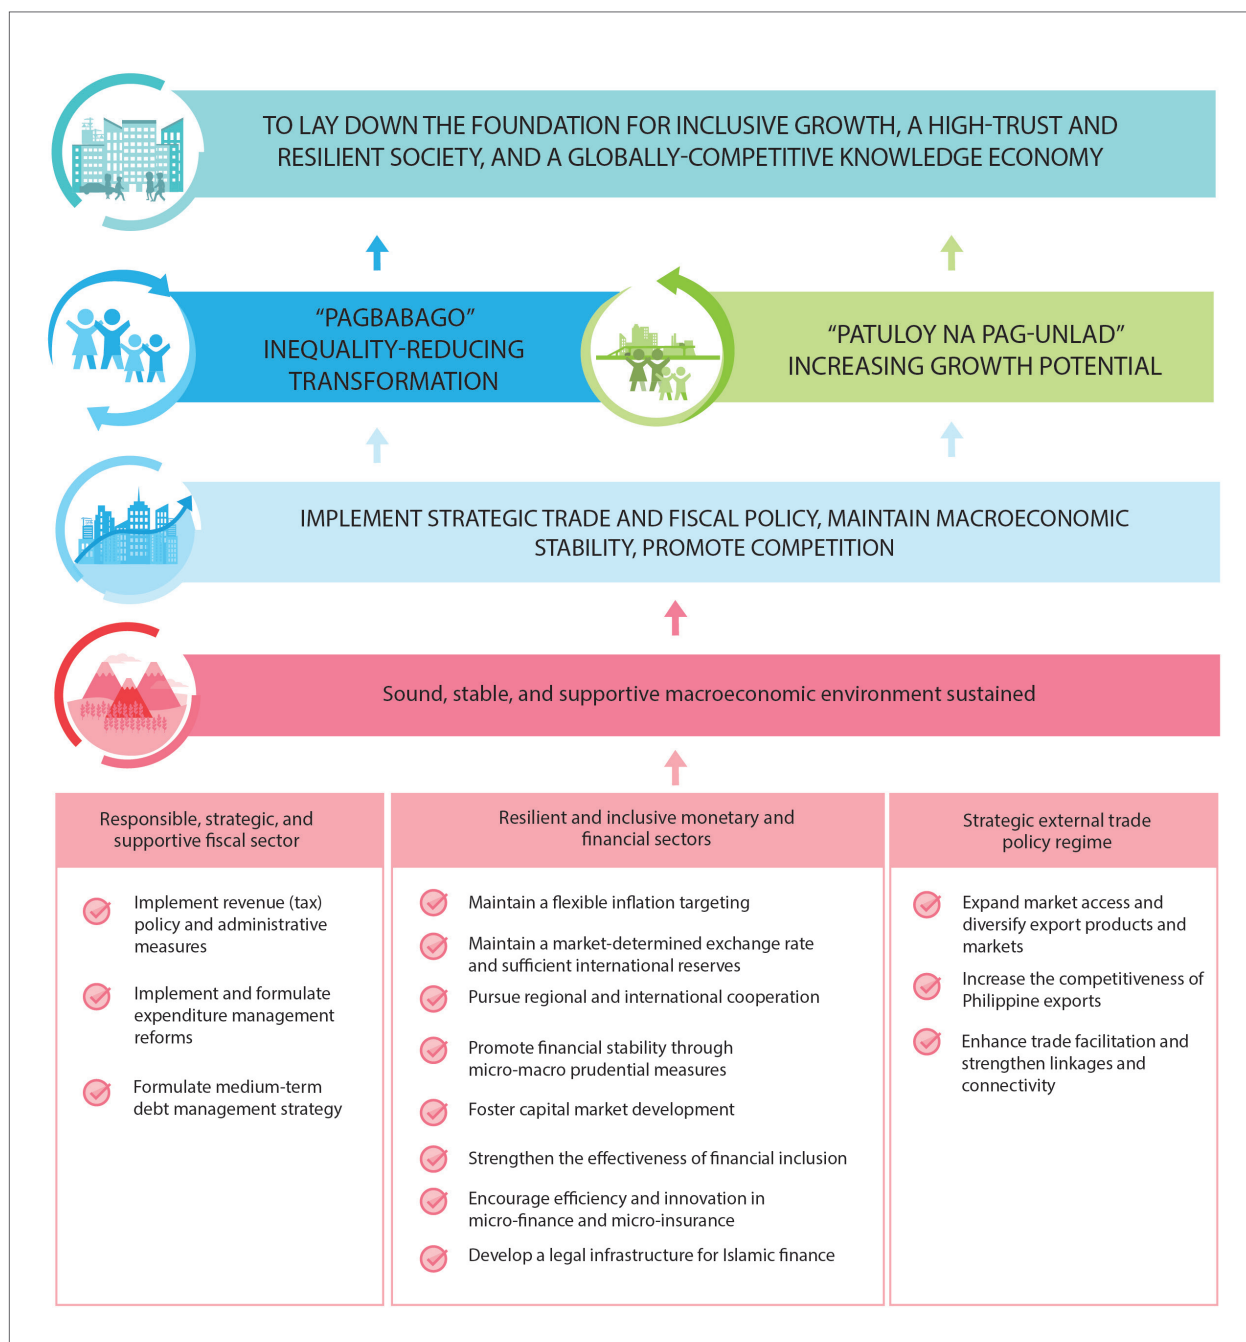 TO LAY DOWN THE FOUNDATION FOR INCLUSIVE GROWTH, A HIGH-TRUST AND
RESILIENT SOCIETY, AND A GLOBALLY-COMPETITIVE KNOWLEDGE ECONOMY
“PAGBABAGO”
INEQUALITY-REDUCING
TRANSFORMATION
“PATULOY NA PAG-UNLAD”
INCREASING GROWTH POTENTIAL
IMPLEMENT STRATEGIC TRADE AND FISCAL POLICY, MAINTAIN MACROECONOMIC
STABILITY, PROMOTE COMPETITION
Sound, stable, and supportive macroeconomic environment sustained
Responsible, strategic, and
supportive fiscal sector
Implement revenue (tax)
policy and administrative
measures
Implement and formulate
expenditure management
reforms
Formulate medium-term
debt management strategy
Resilient and inclusive monetary and
financial sectors
Maintain a flexible inflation targeting
Maintain a market-determined exchange rate
and sufficient international reserves
Pursue regional and international cooperation
Promote financial stability through
micro-macro prudential measures
Foster capital market development
Strengthen the effectiveness of financial inclusion
Encourage efficiency and innovation in
micro-finance and micro-insurance
Develop a legal infrastructure for Islamic finance
Strategic external trade
policy regime
Expand market access and
diversify export products and
markets
Increase the competitiveness of
Philippine exports
Enhance trade facilitation and
strengthen linkages and
connectivity